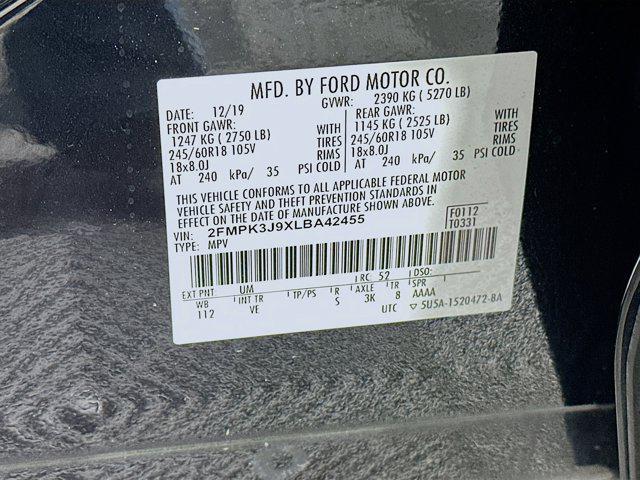 MFD. BY FORD MOTOR CO.
DATE: 12/19 GVWR: 2390 KG ( 5270 LB)
FRONT GAWR: REAR GAWR:
1247 KG ( 2750 LB) WITH 1145 KG ( 2525 LB) WITH
245/60R18 105V TIRES 245/60R18 105V TIRES
18x8.0J RIMS 18x8.0J RIMS
AT 240 kPa/ 35 PSI COLD AT 240 kPa/ 35 PSI COLD
THIS VEHICLE CONFORMS TO ALL APPLICABLE FEDERAL MOTOR
VEHICLE SAFETY AND THEFT PREVENTION STANDARDS IN
EFFECT ON THE DATE OF MANUFACTURE SHOWN ABOVE.
VIN: 2FMPK3J9XLBA42455 F0112
TYPE: MPV T0331
EXT PNT UM RC: 52 DSO:
WB INT TR TP/PS R AXLE TR SPR
112 VE S 3K 8 AAAA
UTC ▽ 5U5A-1520472-BA